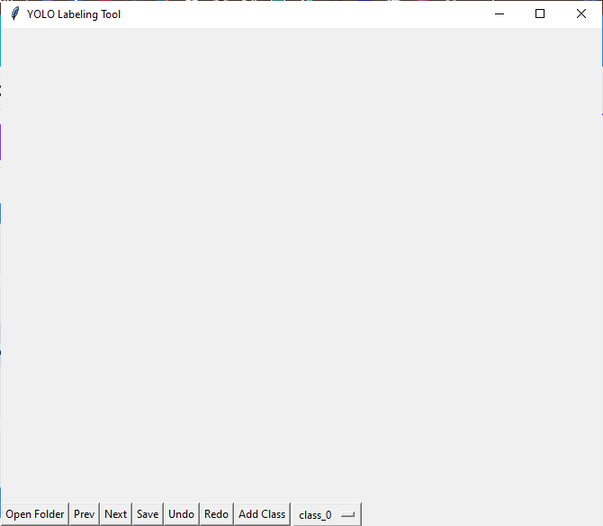 YOLO Labeling Tool
Open Folder Prev Next Save Undo Redo Add Class class_0